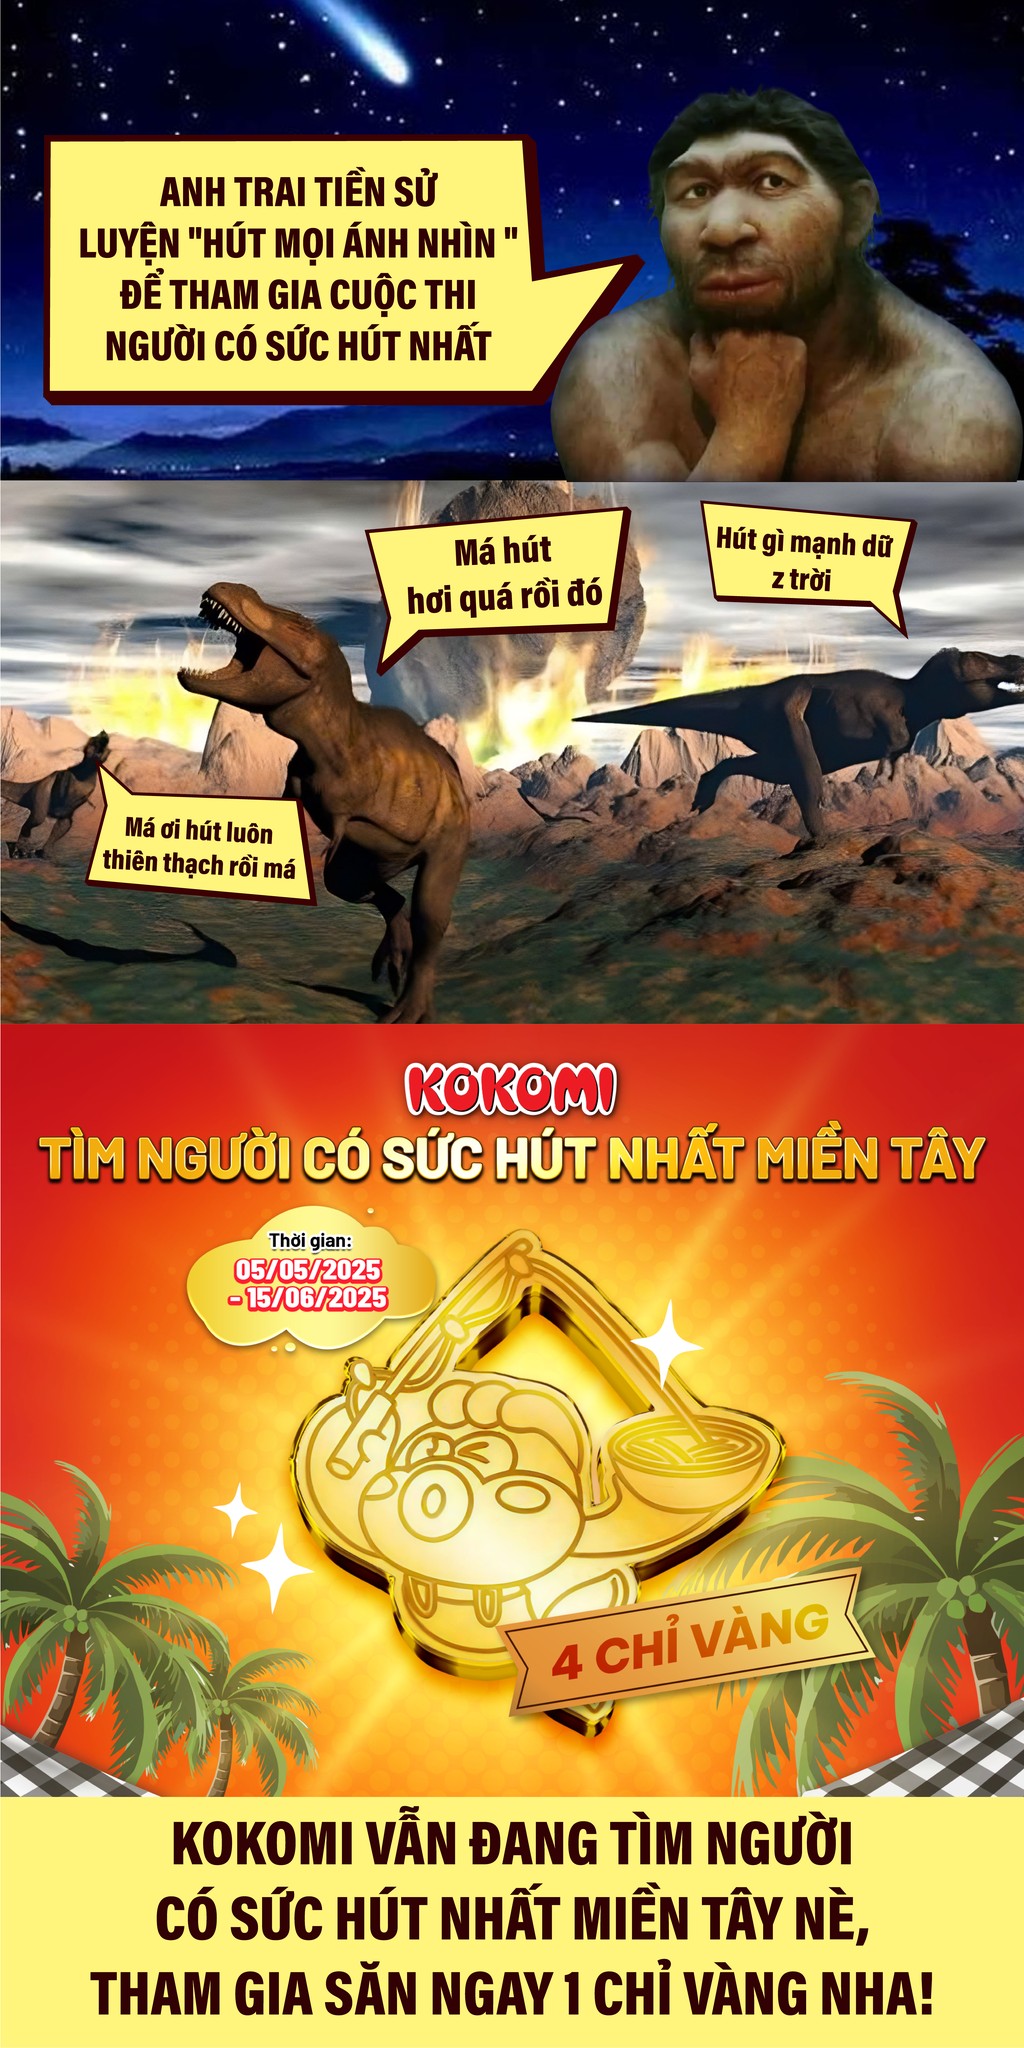 ANH TRAI TIỀN SỬ
LUYỆN "HÚT MỌI ÁNH NHÌN "
ĐỂ THAM GIA CUỘC THI
NGƯỜI CÓ SỨC HÚT NHẤT
Má hút
hơi quá rồi đó
Hút gì mạnh dữ
z trời
Má ơi hút luôn
thiên thạch rồi má
KOKOMI
TÌM NGƯỜI CÓ SỨC HÚT NHẤT MIỀN TÂY
Thời gian:
05/05/2025
- 15/06/2025
4 CHỈ VÀNG
KOKOMI VẪN ĐANG TÌM NGƯỜI
CÓ SỨC HÚT NHẤT MIỀN TÂY NÈ,
THAM GIA SĂN NGAY 1 CHỈ VÀNG NHA!